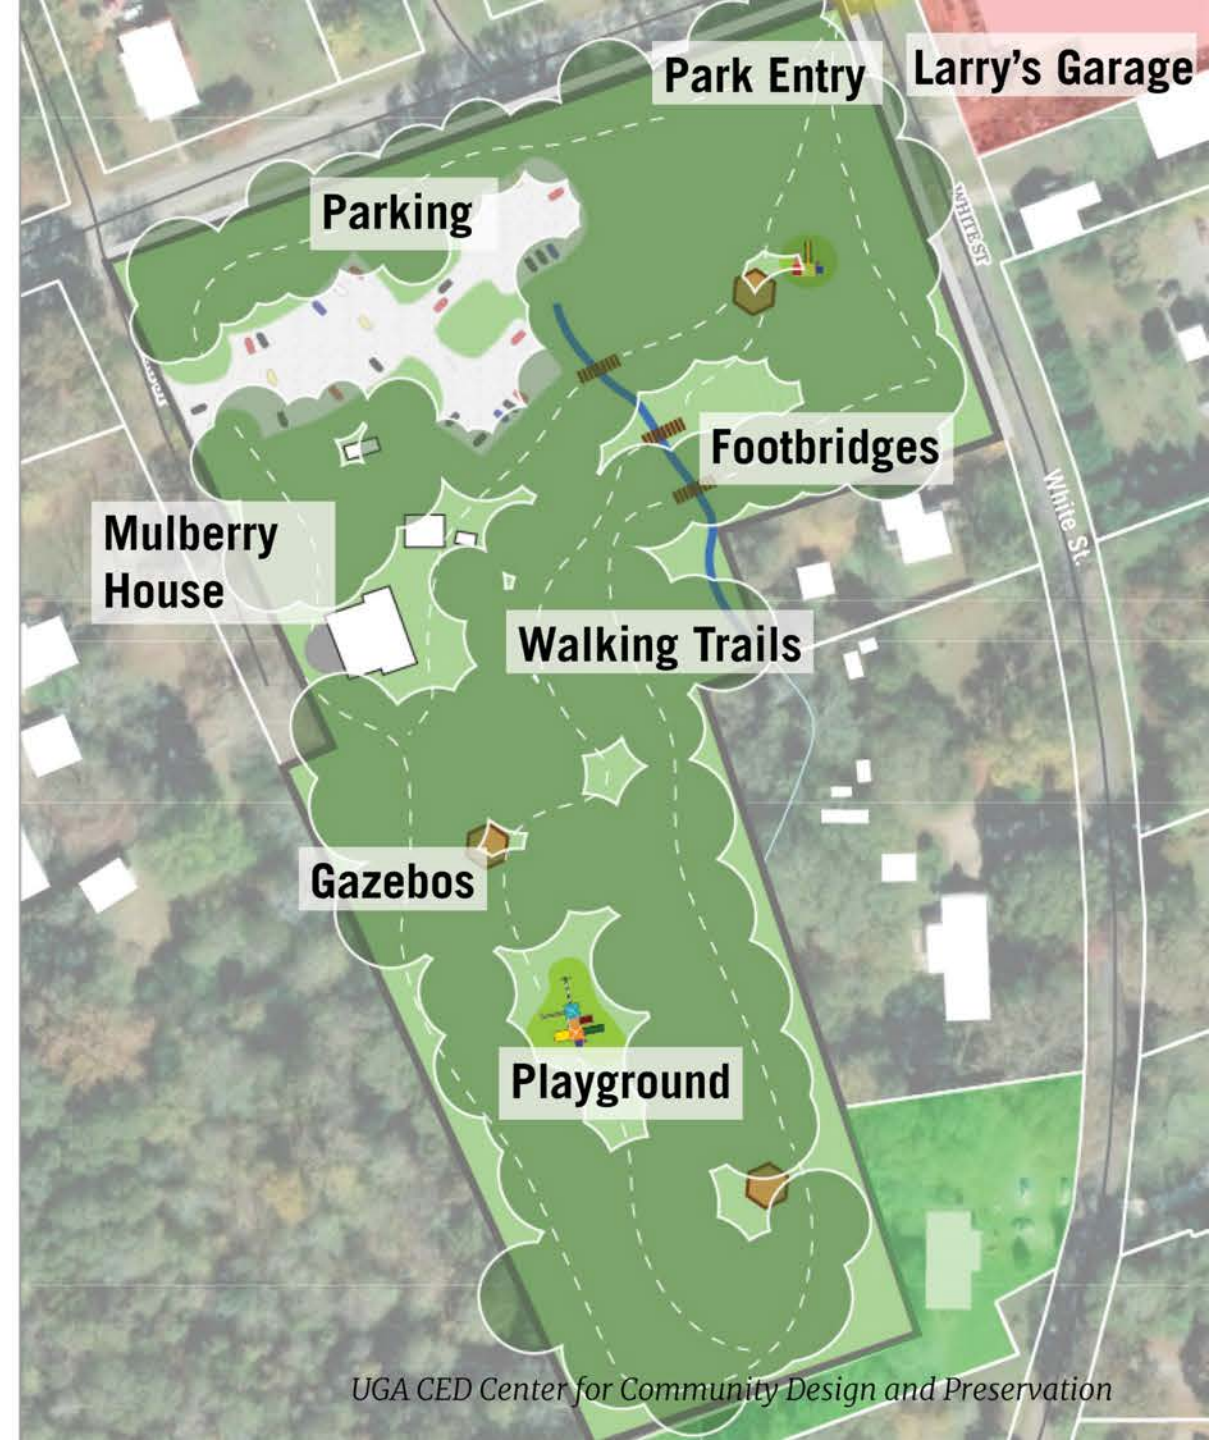 Park Entry
Larry's Garage
Parking
WHITE ST
Footbridges
White St.
Mulberry
House
Walking Trails
Gazebos
Playground
UGA CED Center for Community Design and Preservation